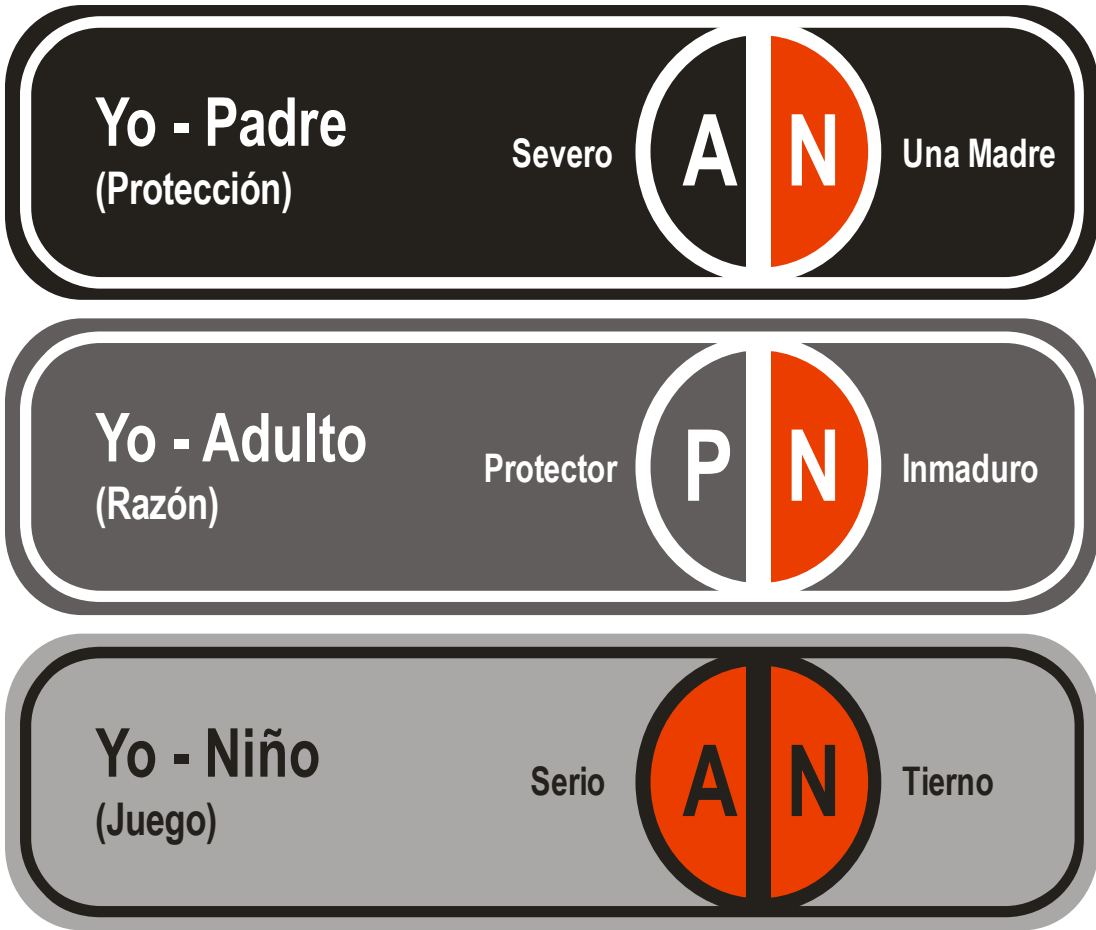 Yo - Padre
(Protección)
Severo
A N
Una Madre
Yo - Adulto
(Razón)
Protector
P N
Inmaduro
Yo - Niño
(Juego)
Serio
A N
Tierno